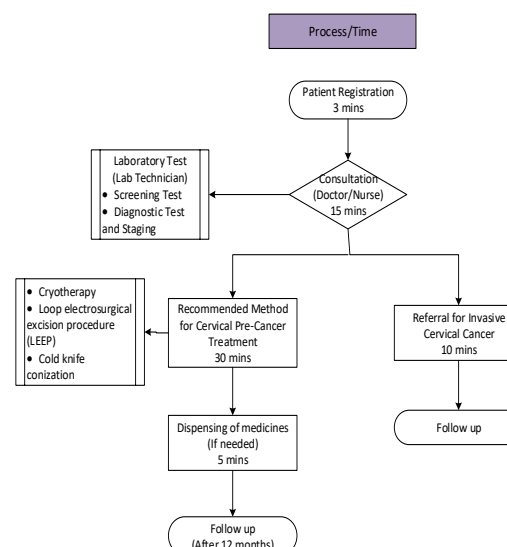 Process/Time
Patient Registration
3 mins
Laboratory Test
(Lab Technician)
• Screening Test
• Diagnostic Test
and Staging
Consultation
(Doctor/Nurse)
15 mins
• Cryotherapy
• Loop electrosurgical
excision procedure
(LEEP)
• Cold knife
conization
Recommended Method
for Cervical Pre-Cancer
Treatment
30 mins
Referral for Invasive
Cervical Cancer
10 mins
Dispensing of medicines
(If needed)
5 mins
Follow up
Follow up
(After 12 months)